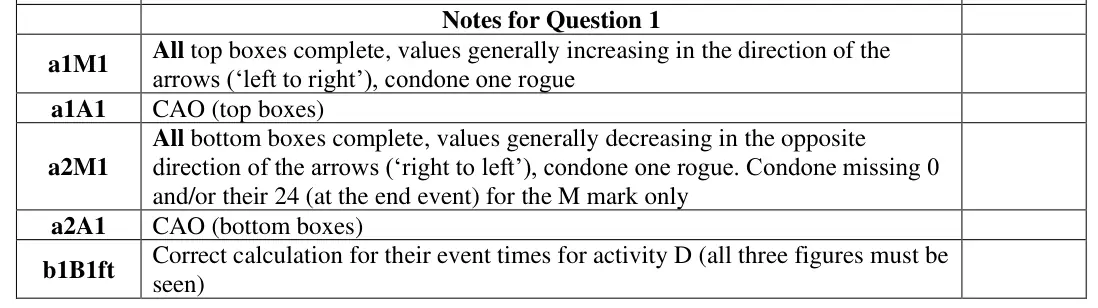 Notes for Question 1
a1M1
All top boxes complete, values generally increasing in the direction of the
arrows (‘left to right’), condone one rogue
a1A1
CAO (top boxes)
a2M1
All bottom boxes complete, values generally decreasing in the opposite
direction of the arrows (‘right to left’), condone one rogue. Condone missing 0
and/or their 24 (at the end event) for the M mark only
a2A1
CAO (bottom boxes)
b1B1ft
Correct calculation for their event times for activity D (all three figures must be
seen)